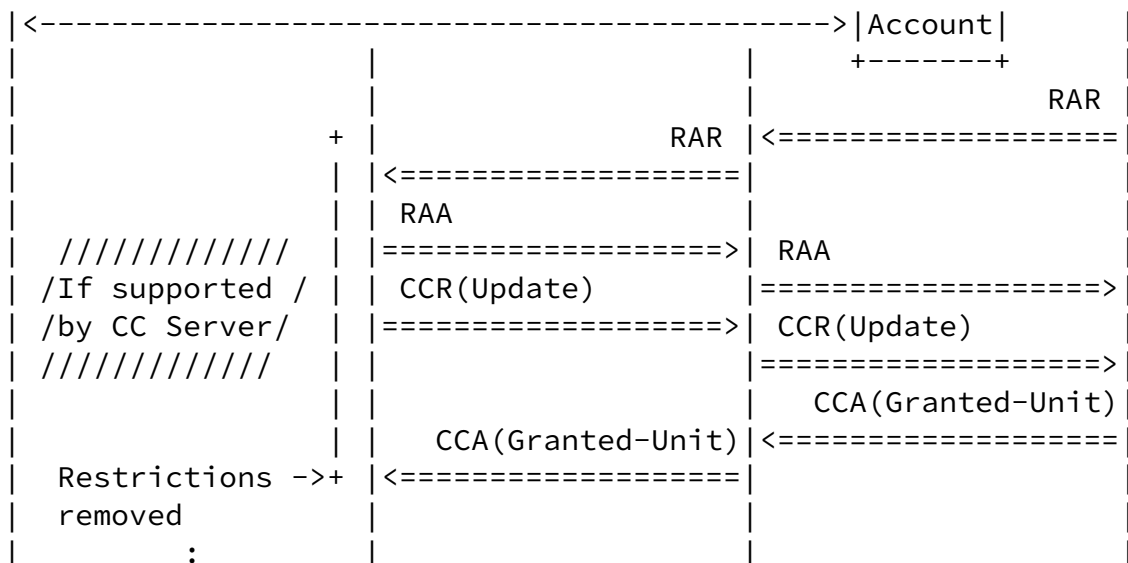 |<-------------------------------------------->|Account|      |
|                   |                    |     +-------+      |
|                   |                    |                RAR |
|                 + |                RAR |<===================|
|                 | |<===================|                    |
|                 | | RAA                |                    |
|  /////////////  | |===================>| RAA                |
| /If supported / | | CCR(Update)        |===================>|
| /by CC Server/  | |===================>| CCR(Update)        |
| /////////////   | |                    |===================>|
|                 | |                    |   CCA(Granted-Unit)|
|                 | |   CCA(Granted-Unit)|<===================|
|  Restrictions ->+ |<===================|                    |
|  removed          |                    |                    |
|         :         |                    |                    |